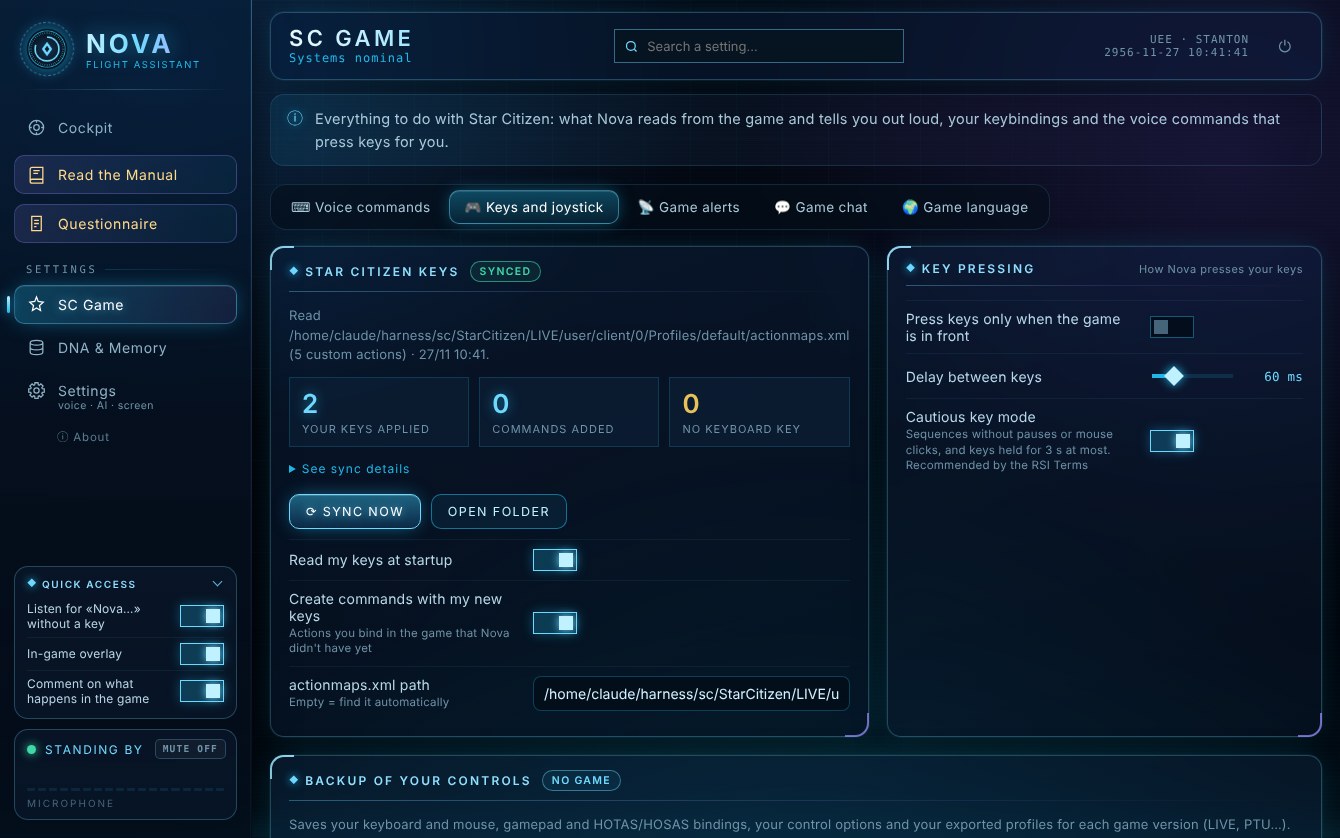 NOVA
FLIGHT ASSISTANT
Cockpit
Read the Manual
Questionnaire
SETTINGS
SC Game
DNA & Memory
Settings
voice · AI · screen
ⓘ About
QUICK ACCESS
Listen for «Nova...»
without a key
In-game overlay
Comment on what
happens in the game
STANDING BY
MUTE OFF
MICROPHONE
SC GAME
Systems nominal
Search a setting...
UEE · STANTON
2956-11-27 10:41:41
Everything to do with Star Citizen: what Nova reads from the game and tells you out loud, your keybindings and the voice commands that
press keys for you.
Voice commands
Keys and joystick
Game alerts
Game chat
Game language
STAR CITIZEN KEYS
SYNCED
Read
/home/claude/harness/sc/StarCitizen/LIVE/user/client/0/Profiles/default/actionmaps.xml
(5 custom actions) · 27/11 10:41.
2
YOUR KEYS APPLIED
0
COMMANDS ADDED
0
NO KEYBOARD KEY
See sync details
⟳ SYNC NOW
OPEN FOLDER
Read my keys at startup
Create commands with my new
keys
Actions you bind in the game that Nova
didn't have yet
actionmaps.xml path
Empty = find it automatically
/home/claude/harness/sc/StarCitizen/LIVE/u
KEY PRESSING
How Nova presses your keys
Press keys only when the game
is in front
Delay between keys
60 ms
Cautious key mode
Sequences without pauses or mouse
clicks, and keys held for 3 s at most.
Recommended by the RSI Terms
BACKUP OF YOUR CONTROLS
NO GAME
Saves your keyboard and mouse, gamepad and HOTAS/HOSAS bindings, your control options and your exported profiles for each game version (LIVE, PTU...).